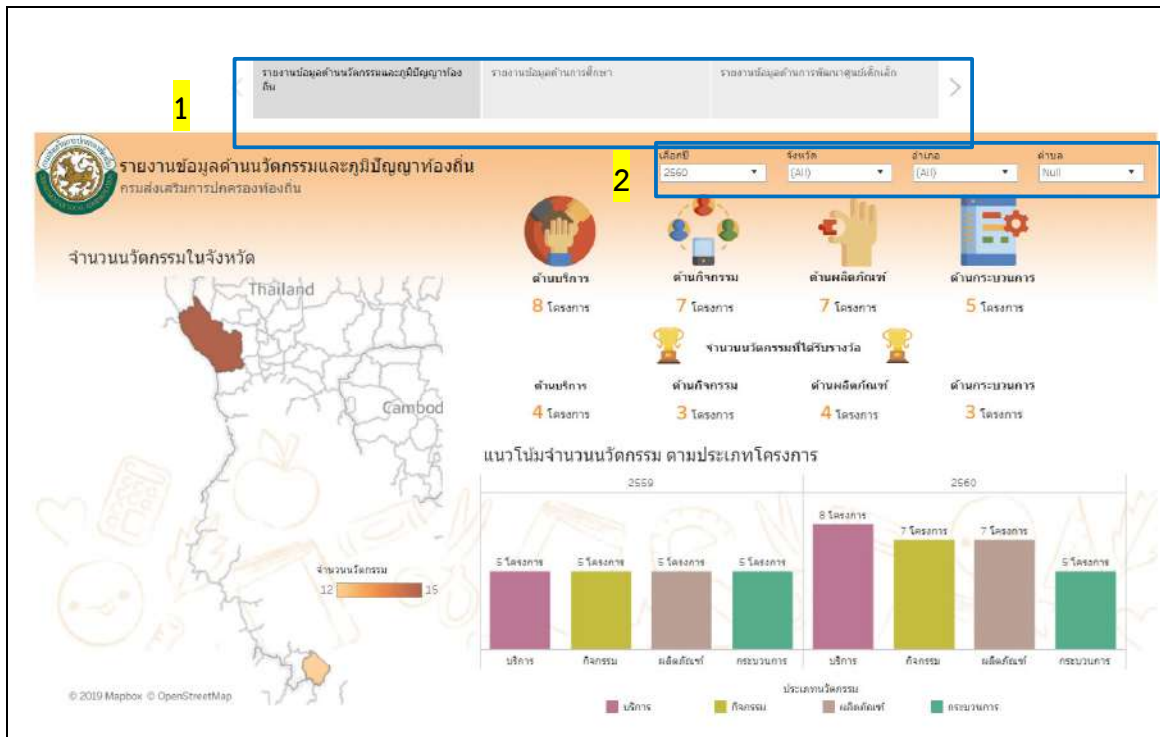 รายงานข้อมูลด้านนวัตกรรมและภูมิปัญญาท้อง
ถิ่น
รายงานข้อมูลด้านการศึกษา
รายงานข้อมูลด้านการพัฒนาศูนย์เด็กเล็ก
1
รายงานข้อมูลด้านนวัตกรรมและภูมิปัญญาท้องถิ่น
กรมส่งเสริมการปกครองท้องถิ่น
2
เลือกปี จังหวัด อำเภอ ตำบล
2560 (All) (All) Null
จำนวนนวัตกรรมในจังหวัด
Thailand
Cambod
จำนวนนวัตกรรม
12 15
© 2019 Mapbox © OpenStreetMap
ด้านบริการ ด้านกิจกรรม ด้านผลิตภัณฑ์ ด้านกระบวนการ
8 โครงการ 7 โครงการ 7 โครงการ 5 โครงการ
จำนวนนวัตกรรมที่ได้รับรางวัล
ด้านบริการ ด้านกิจกรรม ด้านผลิตภัณฑ์ ด้านกระบวนการ
4 โครงการ 3 โครงการ 4 โครงการ 3 โครงการ
แนวโน้มจำนวนนวัตกรรม ตามประเภทโครงการ
2559 2560
8 โครงการ
7 โครงการ 7 โครงการ
5 โครงการ 5 โครงการ 5 โครงการ 5 โครงการ 5 โครงการ
บริการ กิจกรรม ผลิตภัณฑ์ กระบวนการ บริการ กิจกรรม ผลิตภัณฑ์ กระบวนการ
ประเภทนวัตกรรม
บริการ กิจกรรม ผลิตภัณฑ์ กระบวนการ